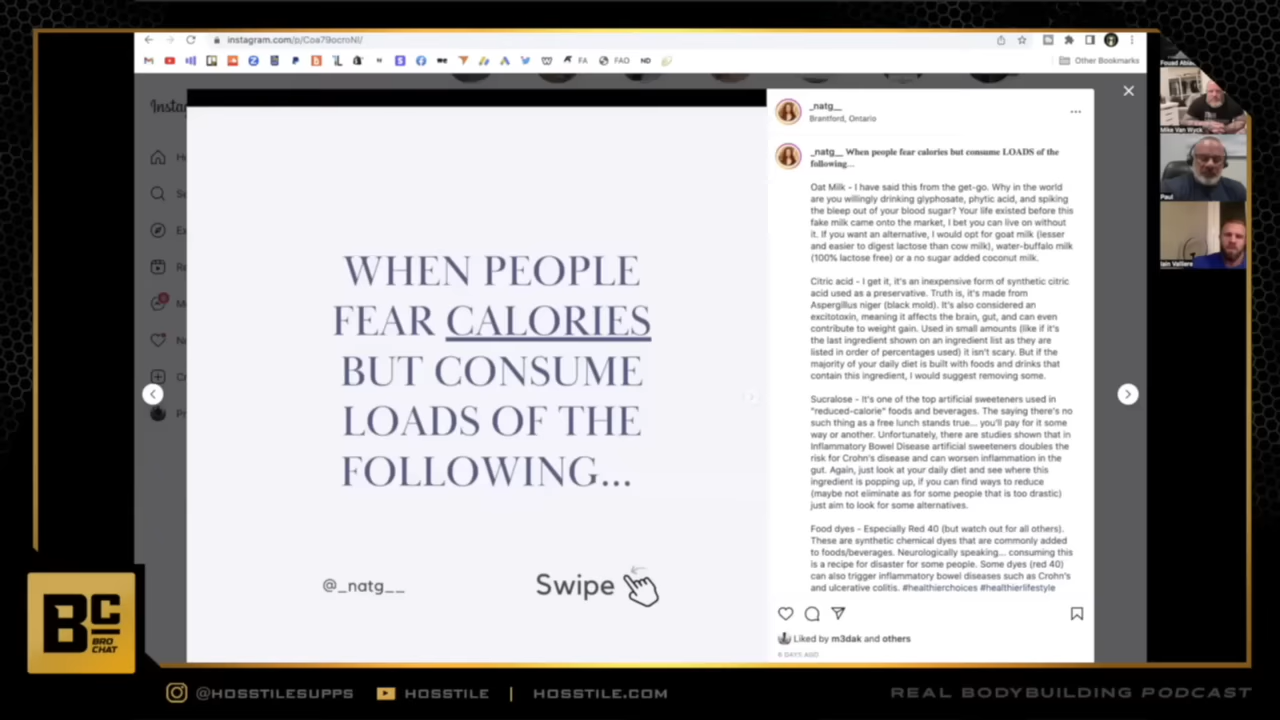 instagram.com/p/Coa79ocroNI/
FA
FAQ
ND
Other Bookmarks
Fouad Abiad
Mike Van Wyck
Paul
Iain Valliere
Insta
WHEN PEOPLE
FEAR CALORIES
BUT CONSUME
LOADS OF THE
FOLLOWING...
@_natg__
Swipe
_natg__
Brantford, Ontario
_natg__ When people fear calories but consume LOADS of the
following...
Oat Milk - I have said this from the get-go. Why in the world
are you willingly drinking glyphosate, phytic acid, and spiking
the bleep out of your blood sugar? Your life existed before this
fake milk came onto the market, I bet you can live on without
it. If you want an alternative, I would opt for goat milk (lesser
and easier to digest lactose than cow milk), water-buffalo milk
(100% lactose free) or a no sugar added coconut milk.
Citric acid - I get it, it's an inexpensive form of synthetic citric
acid used as a preservative. Truth is, it's made from
Aspergillus niger (black mold). It's also considered an
excitotoxin, meaning it affects the brain, gut, and can even
contribute to weight gain. Used in small amounts (like if it's
the last ingredient shown on an ingredient list as they are
listed in order of percentages used) it isn't scary. But if the
majority of your daily diet is built with foods and drinks that
contain this ingredient, I would suggest removing some.
Sucralose - It's one of the top artificial sweeteners used in
"reduced-calorie" foods and beverages. The saying there's no
such thing as a free lunch stands true... you'll pay for it some
way or another. Unfortunately, there are studies shown that in
Inflammatory Bowel Disease artificial sweeteners doubles the
risk for Crohn's disease and can worsen inflammation in the
gut. Again, just look at your daily diet and see where this
ingredient is popping up, if you can find ways to reduce
(maybe not eliminate as for some people that is too drastic)
just aim to look for some alternatives.
Food dyes - Especially Red 40 (but watch out for all others).
These are synthetic chemical dyes that are commonly added
to foods/beverages. Neurologically speaking... consuming this
is a recipe for disaster for some people. Some dyes (red 40)
can also trigger inflammatory bowel diseases such as Crohn's
and ulcerative colitis. #healthierchoices #healthierlifestyle
Liked by m3dak and others
6 DAYS AGO
BC
BRO
CHAT
@HOSSTILESUPPS
HOSSTILE | HOSSTILE.COM
REAL BODYBUILDING PODCAST